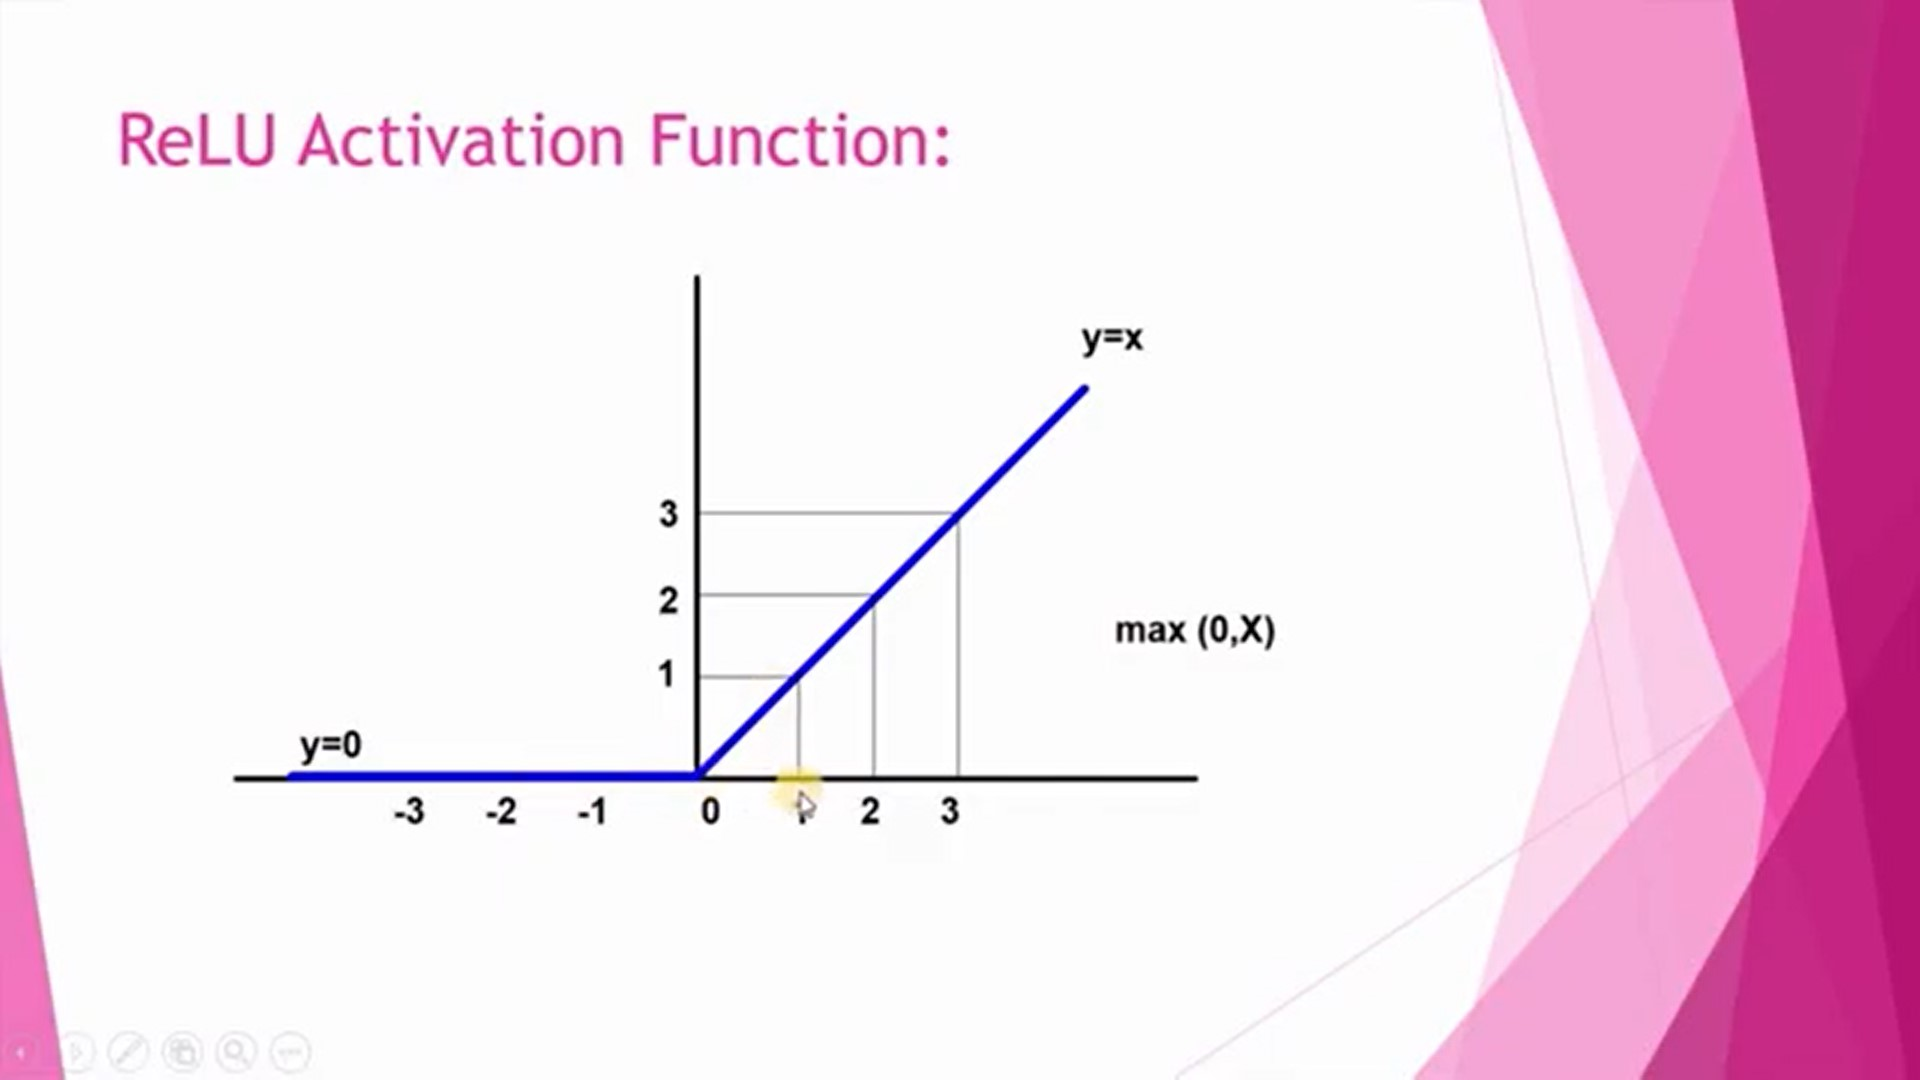 ReLU Activation Function:
y=x
3
2
1
max (0,X)
y=0
-3 -2 -1 0 2 3